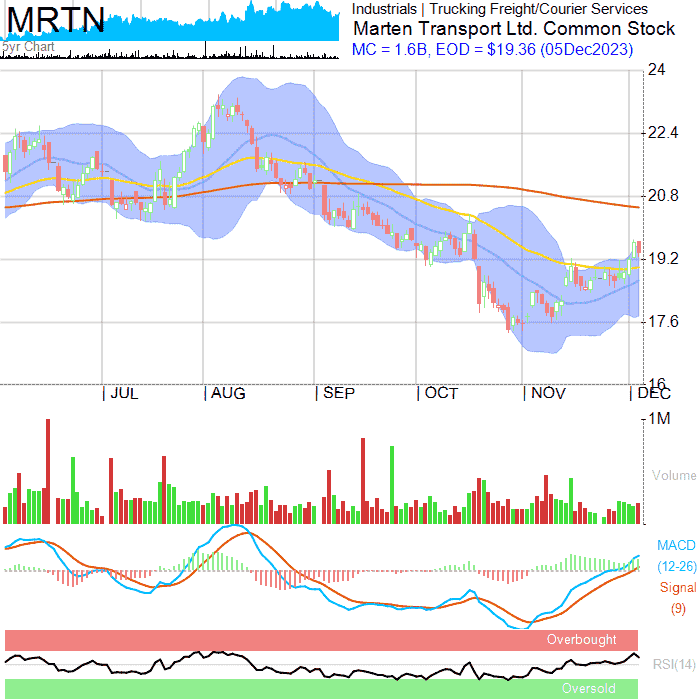 MRTN
5yr Chart
Industrials | Trucking Freight/Courier Services
Marten Transport Ltd. Common Stock
MC = 1.6B, EOD = $19.36 (05Dec2023)
24
22.4
20.8
19.2
17.6
16
| JUL | AUG | SEP | OCT | NOV | DEC
1M
Volume
MACD
(12-26)
Signal
(9)
Overbought
RSI(14)
Oversold